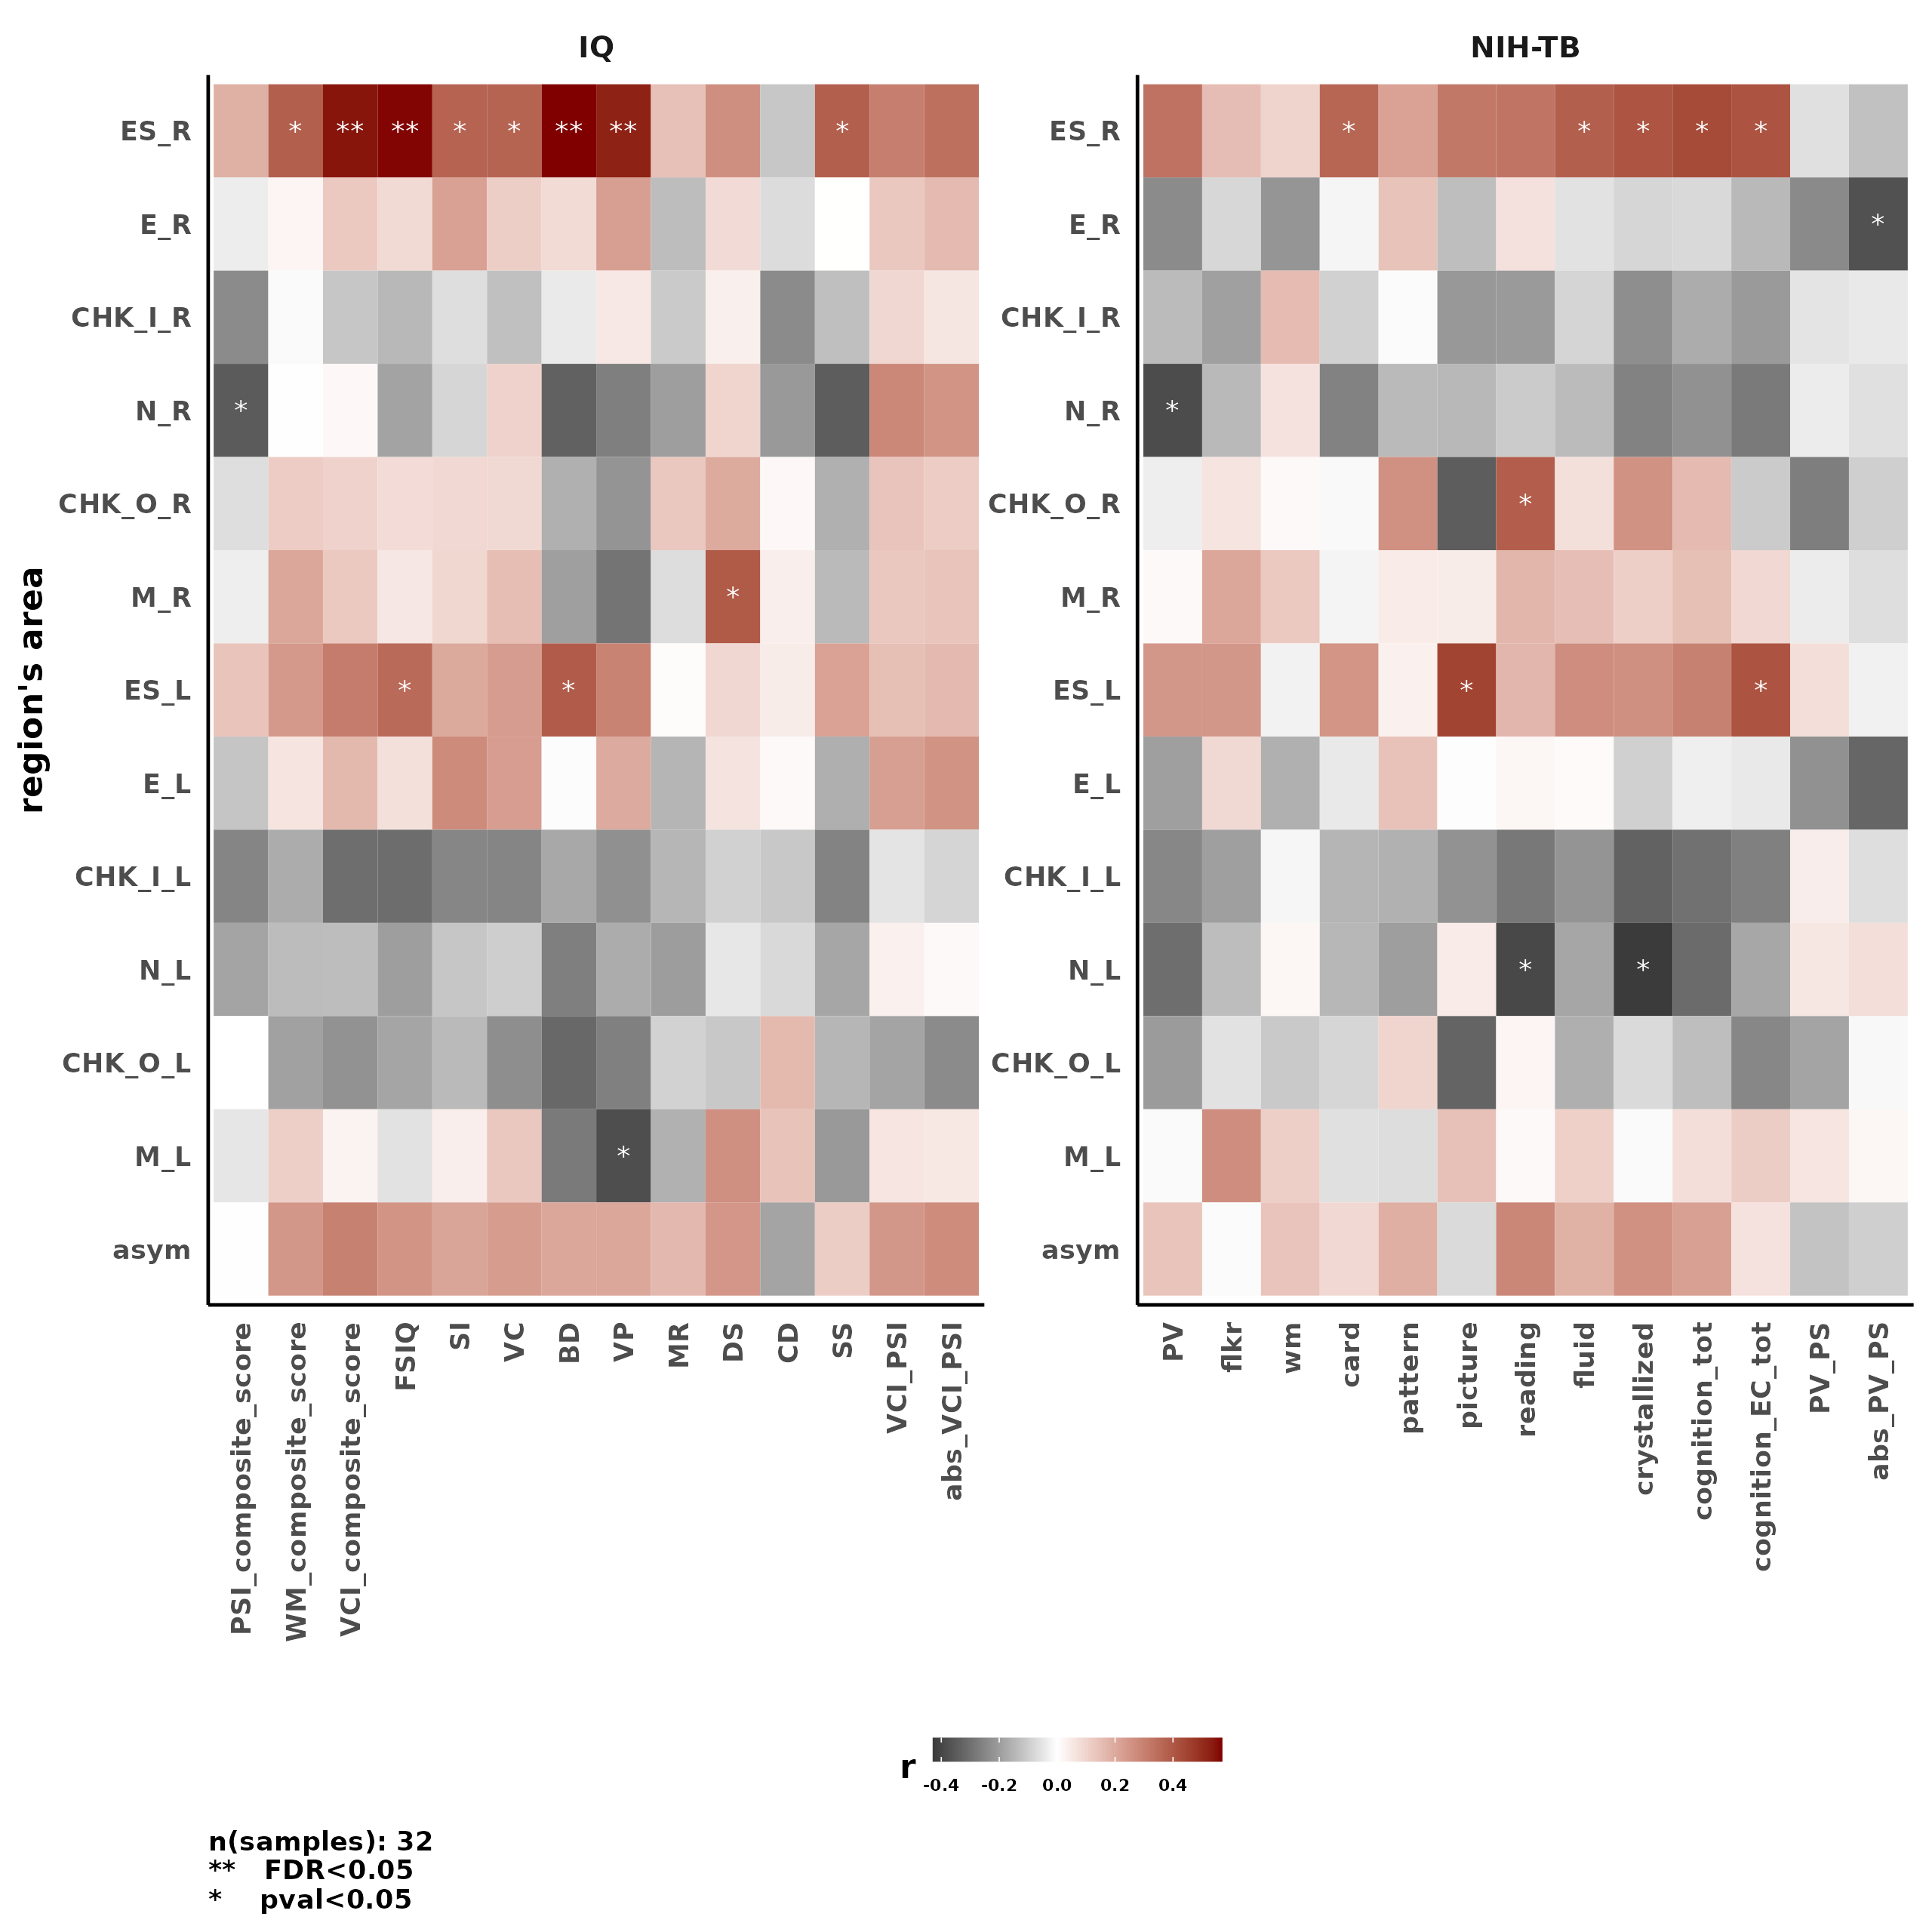 IQ
NIH-TB
region's area
ES_R * ** ** * * ** ** *
E_R
CHK_I_R
N_R *
CHK_O_R
M_R *
ES_L * *
E_L
CHK_I_L
N_L
CHK_O_L
M_L *
asym
ES_R * * * * *
E_R *
CHK_I_R
N_R *
CHK_O_R *
M_R
ES_L * *
E_L
CHK_I_L
N_L * *
CHK_O_L
M_L
asym
PSI_composite_score
WM_composite_score
VCI_composite_score
FSIQ
SI
VC
BD
VP
MR
DS
CD
SS
VCI_PSI
abs_VCI_PSI
PV
flkr
wm
card
pattern
picture
reading
fluid
crystallized
cognition_tot
cognition_EC_tot
PV_PS
abs_PV_PS
r
-0.4 -0.2 0.0 0.2 0.4
n(samples): 32
** FDR<0.05
* pval<0.05